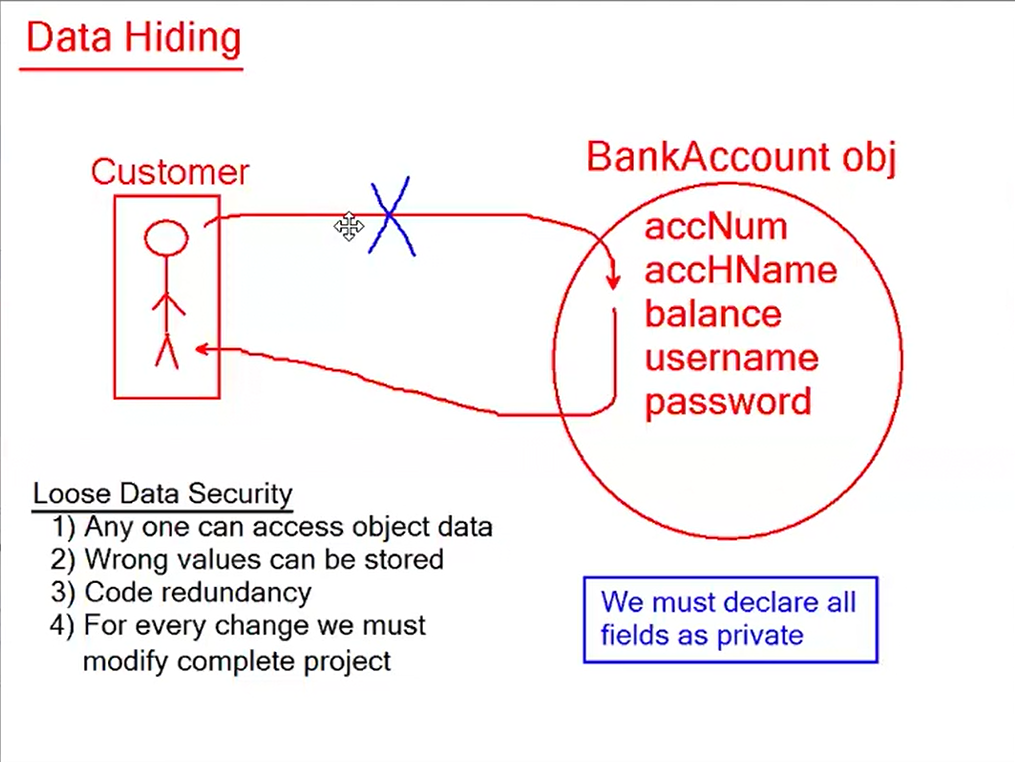 Data Hiding
Customer
BankAccount obj
accNum
accHName
balance
username
password
Loose Data Security
1) Any one can access object data
2) Wrong values can be stored
3) Code redundancy
4) For every change we must
modify complete project
We must declare all
fields as private